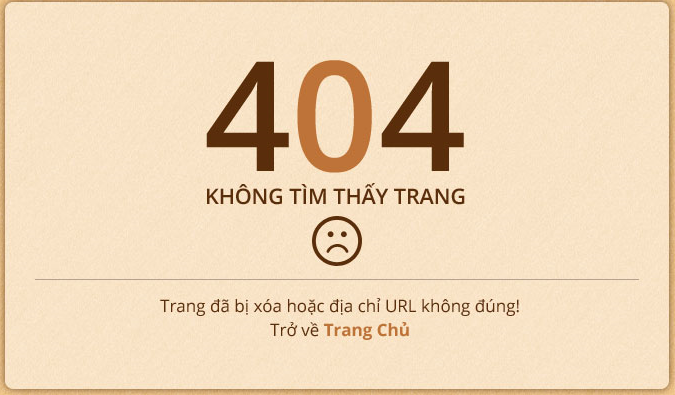 404
KHÔNG TÌM THẤY TRANG
Trang đã bị xóa hoặc địa chỉ URL không đúng!
Trở về Trang Chủ